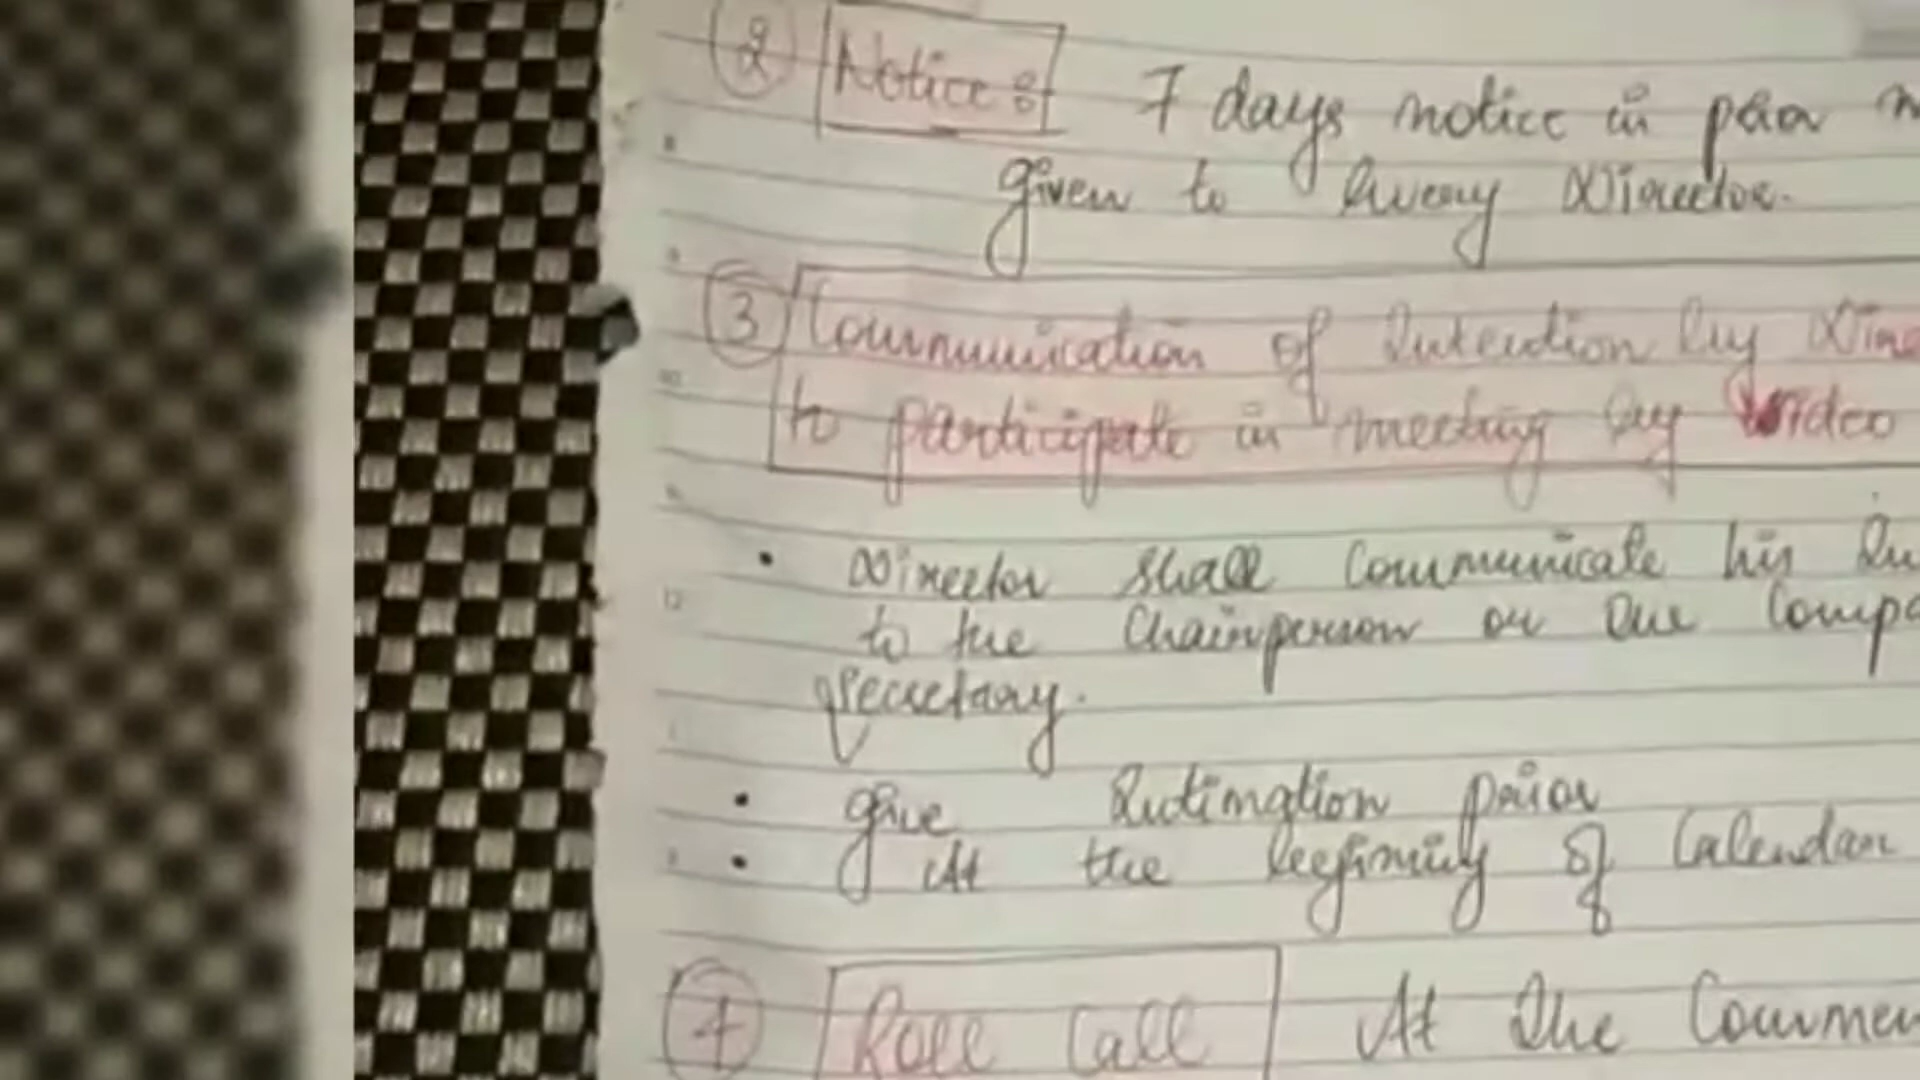 ② Notice: 7 days notice in prior
given to Every Director.
③ Communication of Intention by
to participate in meeting by Video
• Director shall Communicate his
to the Chairperson or the
Secretary.
• give Intimation prior
• At the beginning of Calendar
④ Roll Call At the